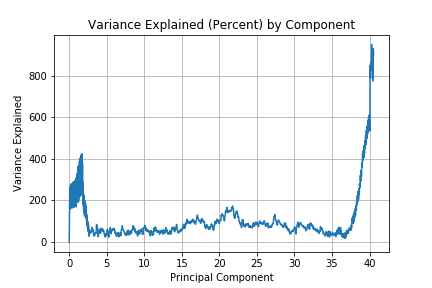 Variance Explained (Percent) by Component
Variance Explained
800
600
400
200
0
0 5 10 15 20 25 30 35 40
Principal Component